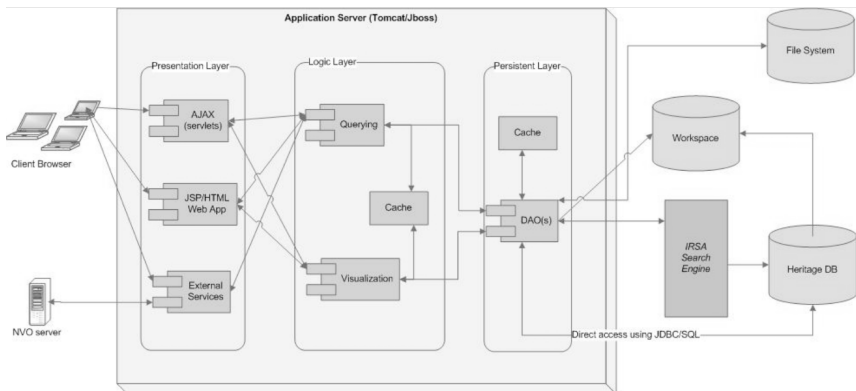 Application Server (Tomcat/Jboss)
Presentation Layer
Logic Layer
Persistent Layer
File System
AJAX
(servlets)
Querying
Cache
Workspace
Client Browser
JSP/HTML
Web App
Cache
DAO(s)
IRSA
Search
Engine
Heritage DB
External
Services
Visualization
NVO server
Direct access using JDBC/SQL